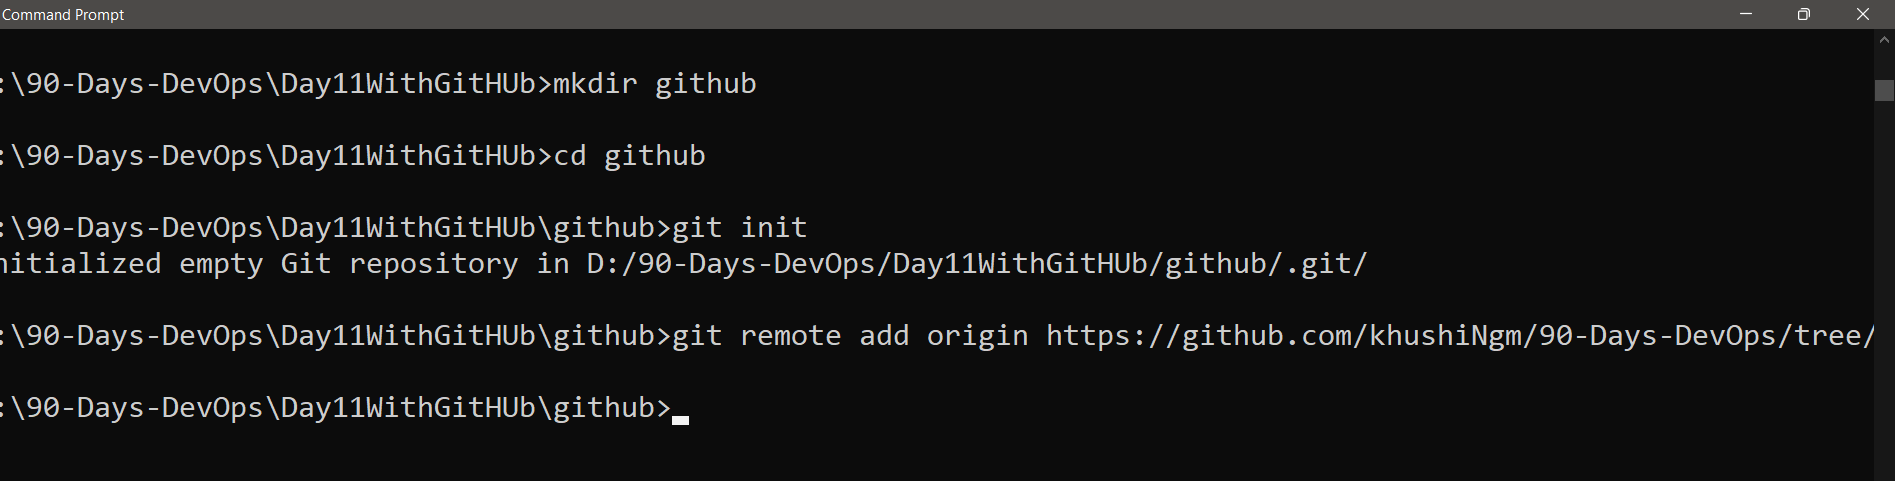 Command Prompt
:\90-Days-DevOps\Day11WithGitHUb>mkdir github
:\90-Days-DevOps\Day11WithGitHUb>cd github
:\90-Days-DevOps\Day11WithGitHUb\github>git init
nitialized empty Git repository in D:/90-Days-DevOps/Day11WithGitHUb/github/.git/
:\90-Days-DevOps\Day11WithGitHUb\github>git remote add origin https://github.com/khushiNgm/90-Days-DevOps/tree/
:\90-Days-DevOps\Day11WithGitHUb\github>